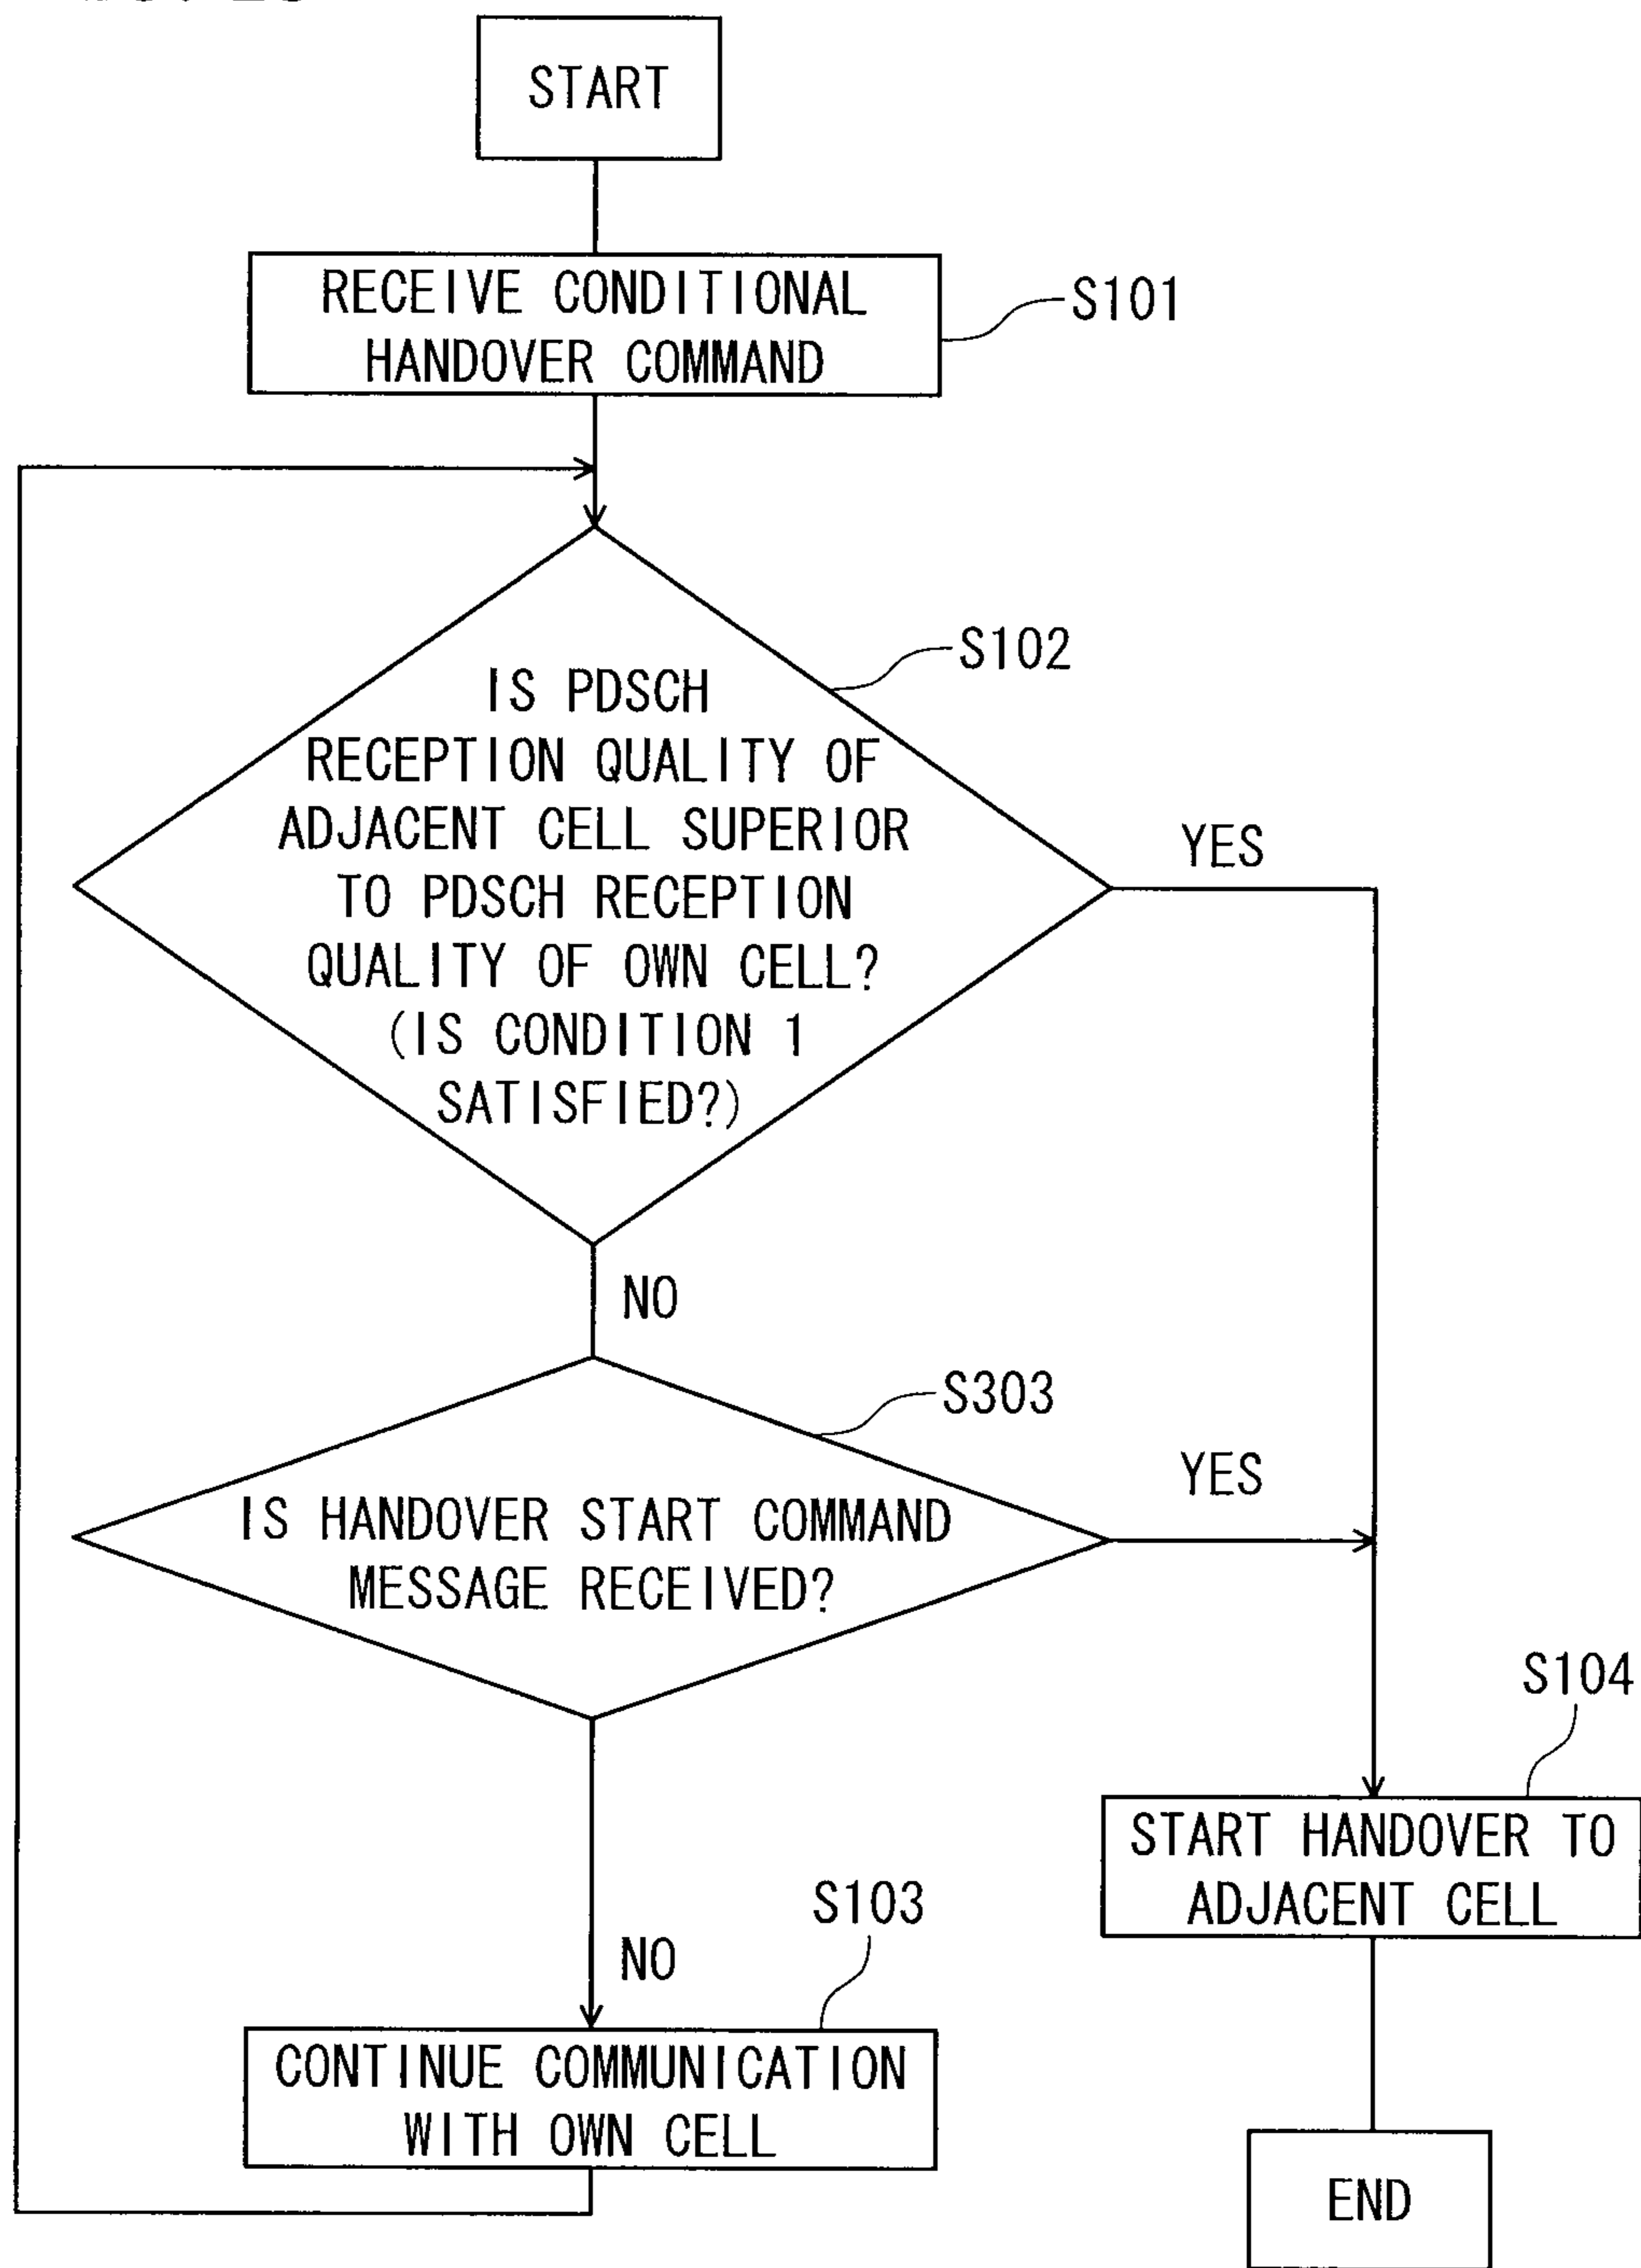 START
RECEIVE CONDITIONAL
HANDOVER COMMAND
S101
S102
IS PDSCH
RECEPTION QUALITY OF
ADJACENT CELL SUPERIOR
TO PDSCH RECEPTION
QUALITY OF OWN CELL?
(IS CONDITION 1
SATISFIED?)
YES
NO
S303
IS HANDOVER START COMMAND
MESSAGE RECEIVED?
YES
S104
START HANDOVER TO
ADJACENT CELL
NO
S103
CONTINUE COMMUNICATION
WITH OWN CELL
END